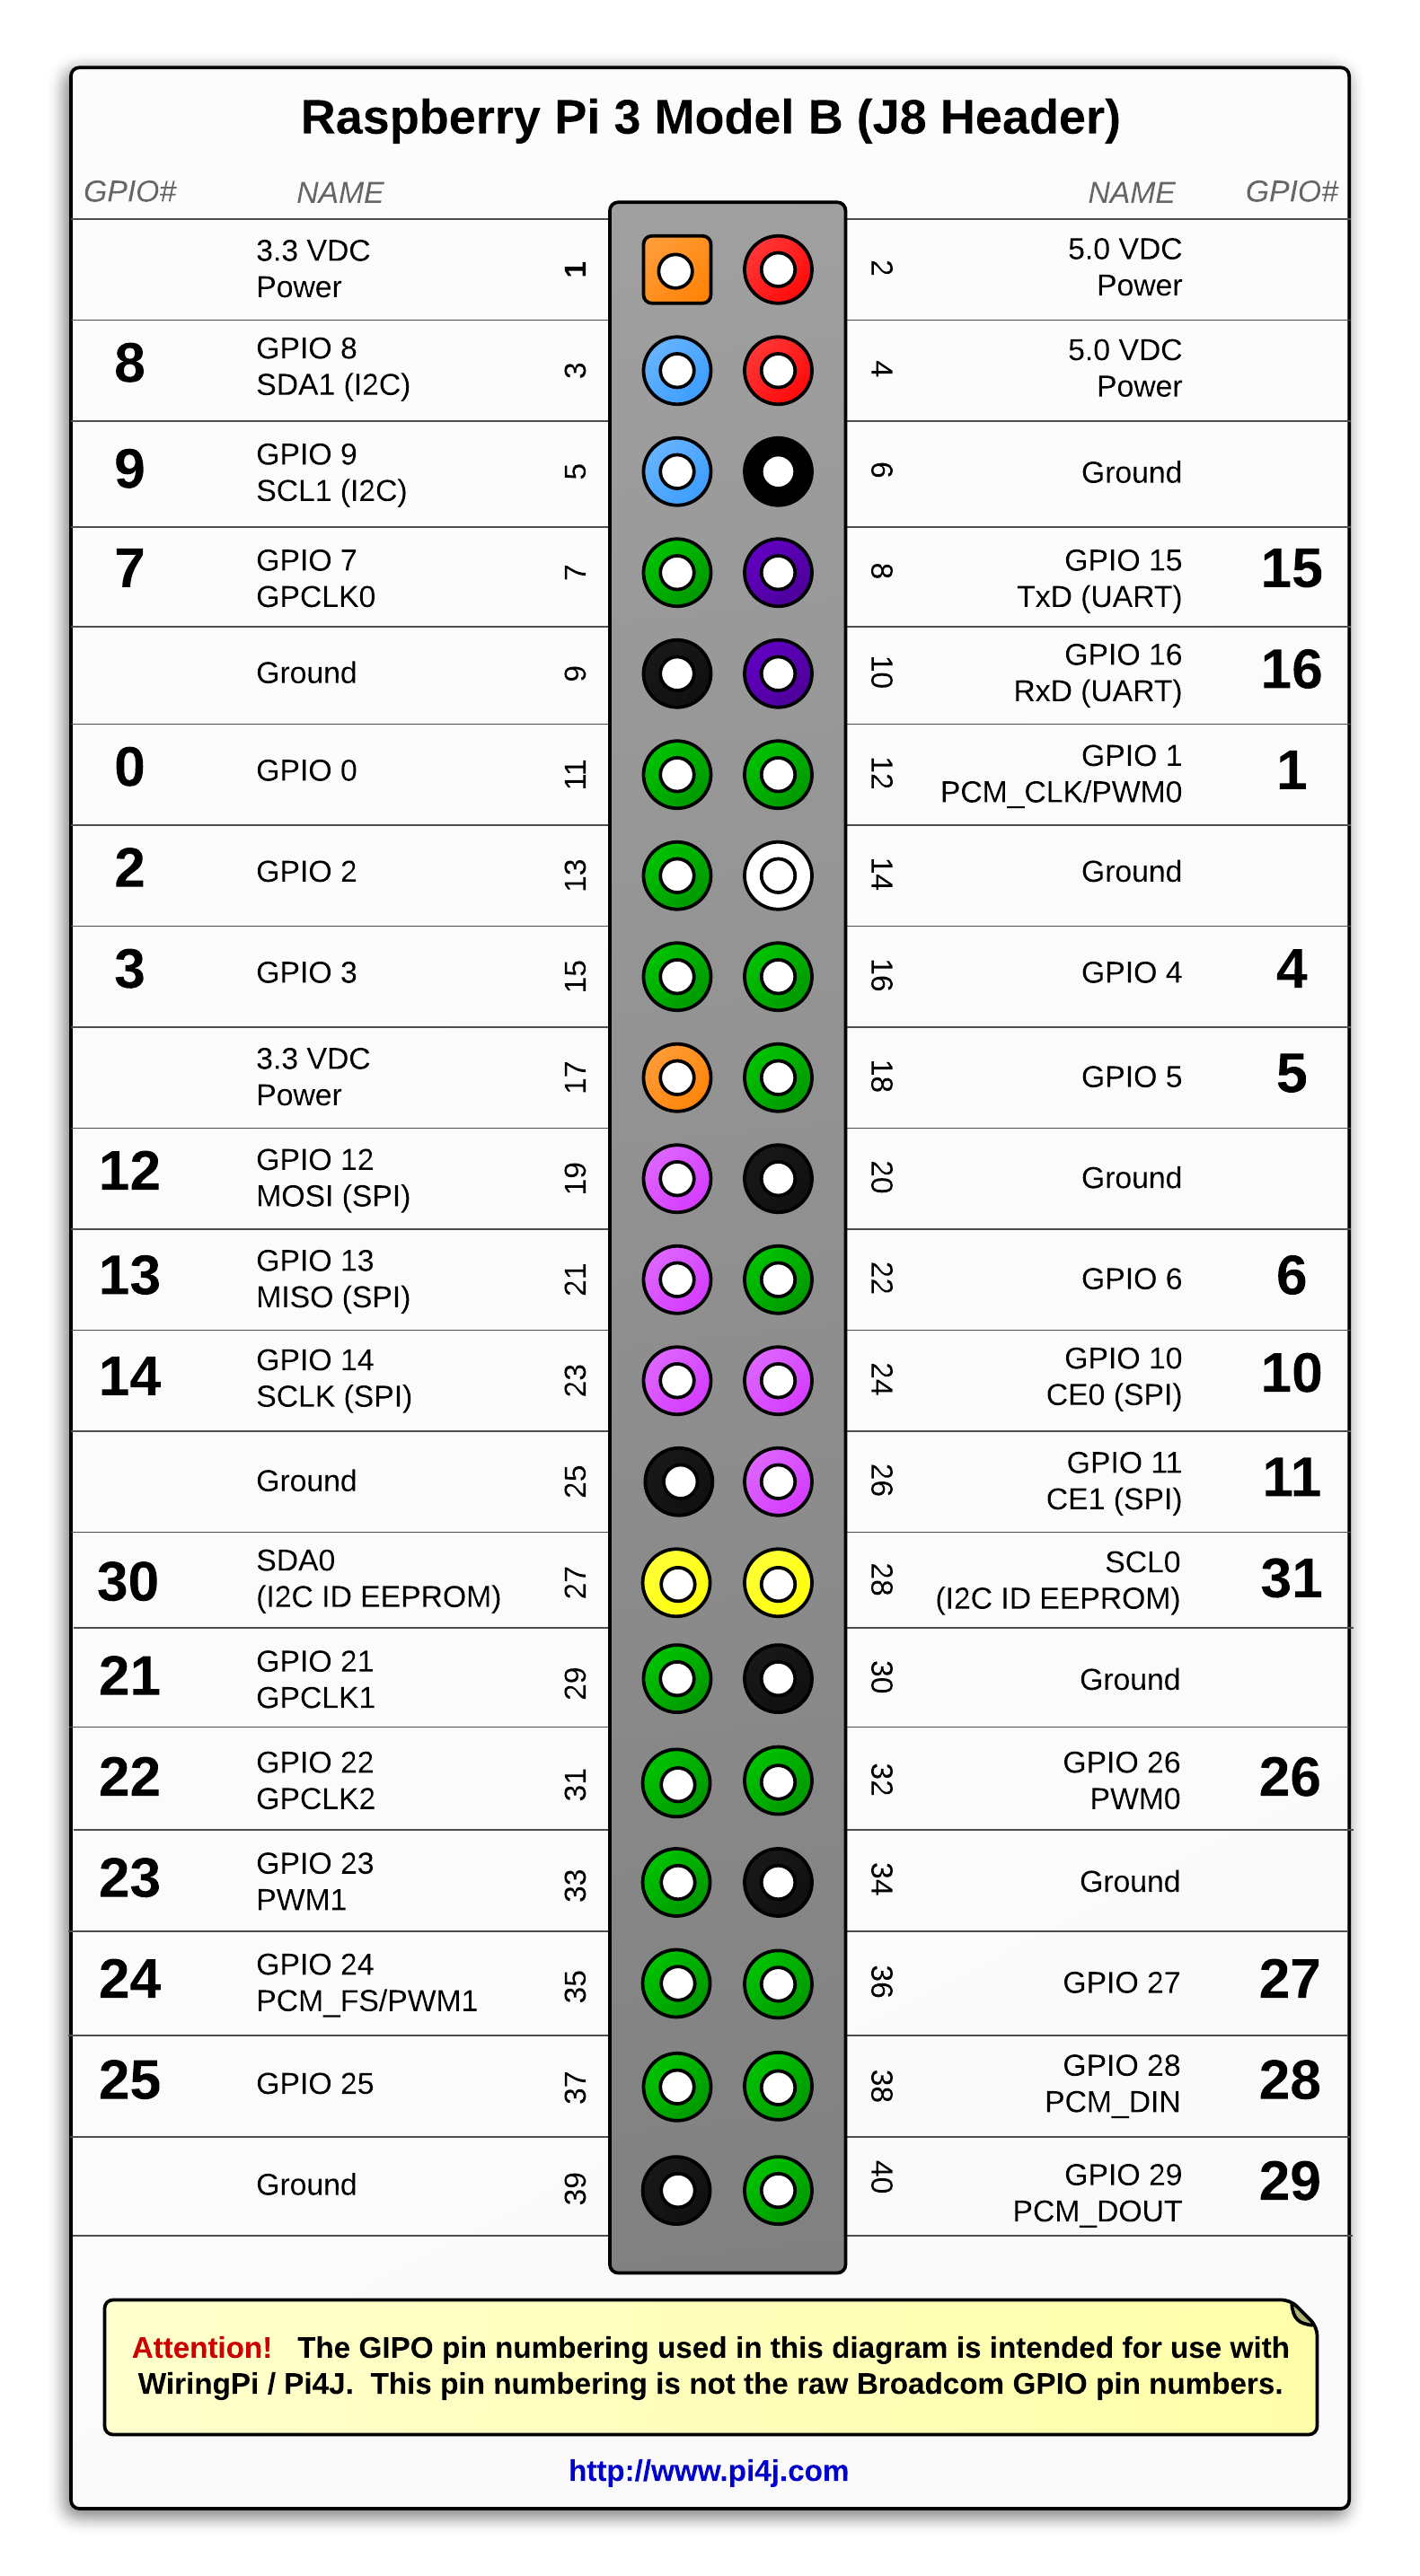 Raspberry Pi 3 Model B (J8 Header)
GPIO# NAME NAME GPIO#
3.3 VDC
Power 1 2 5.0 VDC
Power
8 GPIO 8
SDA1 (I2C) 3 4 5.0 VDC
Power
9 GPIO 9
SCL1 (I2C) 5 6 Ground
7 GPIO 7
GPCLK0 7 8 GPIO 15
TxD (UART) 15
Ground 9 10 GPIO 16
RxD (UART) 16
0 GPIO 0 11 12 GPIO 1
PCM_CLK/PWM0 1
2 GPIO 2 13 14 Ground
3 GPIO 3 15 16 GPIO 4 4
3.3 VDC
Power 17 18 GPIO 5 5
12 GPIO 12
MOSI (SPI) 19 20 Ground
13 GPIO 13
MISO (SPI) 21 22 GPIO 6 6
14 GPIO 14
SCLK (SPI) 23 24 GPIO 10
CE0 (SPI) 10
Ground 25 26 GPIO 11
CE1 (SPI) 11
30 SDA0
(I2C ID EEPROM) 27 28 SCL0
(I2C ID EEPROM) 31
21 GPIO 21
GPCLK1 29 30 Ground
22 GPIO 22
GPCLK2 31 32 GPIO 26
PWM0 26
23 GPIO 23
PWM1 33 34 Ground
24 GPIO 24
PCM_FS/PWM1 35 36 GPIO 27 27
25 GPIO 25 37 38 GPIO 28
PCM_DIN 28
Ground 39 40 GPIO 29
PCM_DOUT 29
Attention! The GIPO pin numbering used in this diagram is intended for use with
WiringPi / Pi4J. This pin numbering is not the raw Broadcom GPIO pin numbers.
http://www.pi4j.com